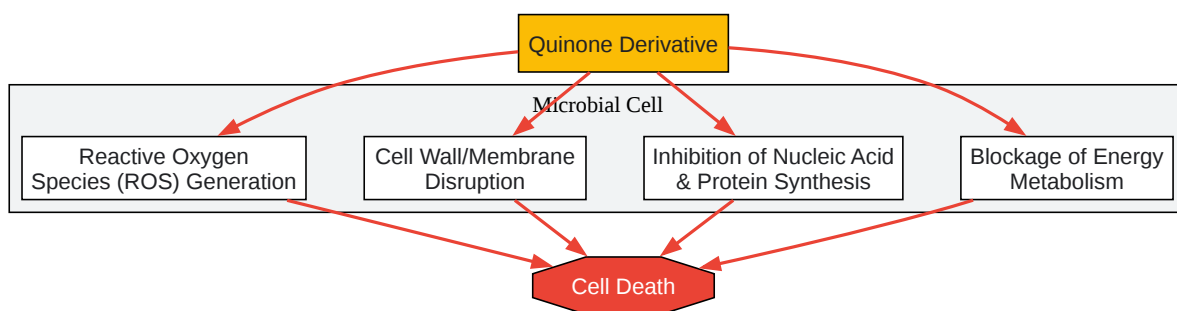 Quinone Derivative
Microbial Cell
Reactive Oxygen
Species (ROS) Generation
Cell Wall/Membrane
Disruption
Inhibition of Nucleic Acid
& Protein Synthesis
Blockage of Energy
Metabolism
Cell Death